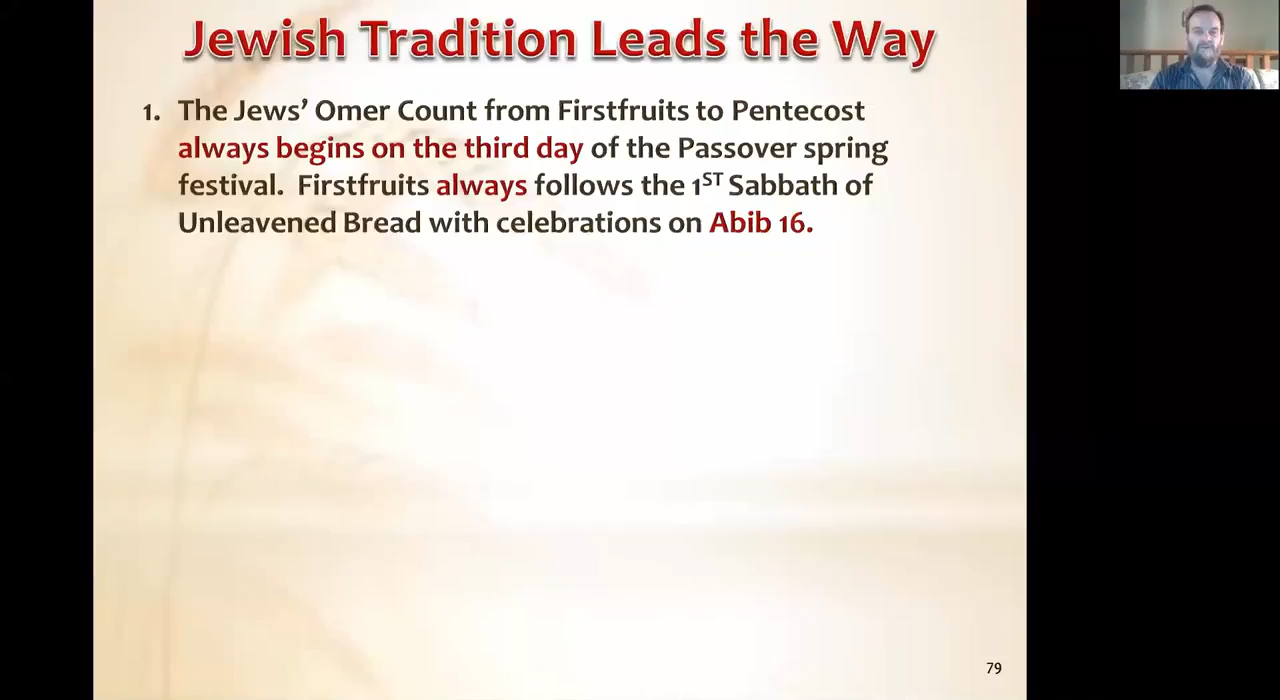 Jewish Tradition Leads the Way
1. The Jews’ Omer Count from Firstfruits to Pentecost
always begins on the third day of the Passover spring
festival. Firstfruits always follows the 1ST Sabbath of
Unleavened Bread with celebrations on Abib 16.
79